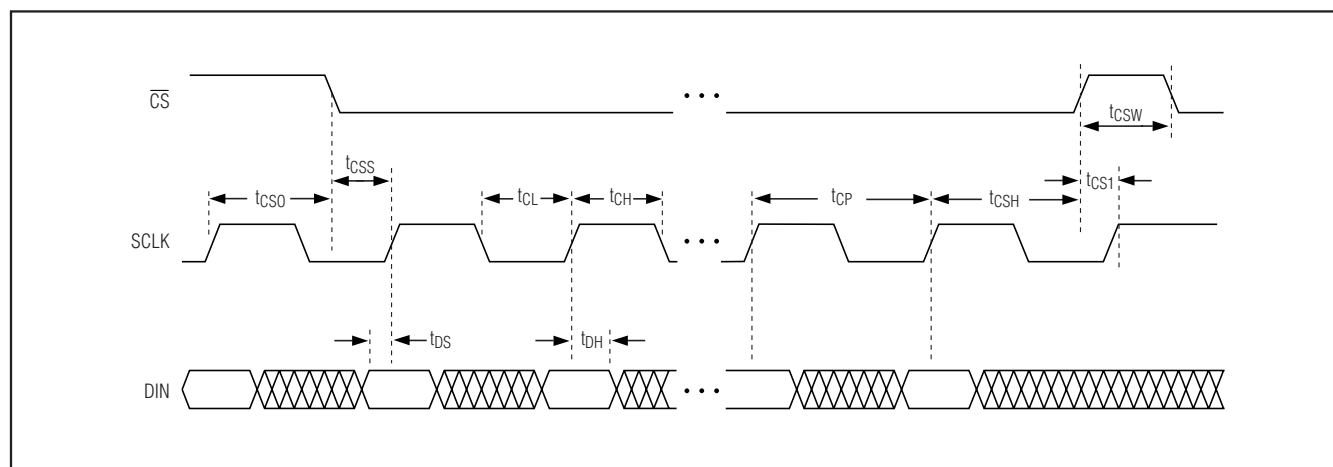 CS
tCSW
tCSS
tCS1
tCSO
tCL
tCH
tCP
tCSH
SCLK
tDS
tDH
DIN